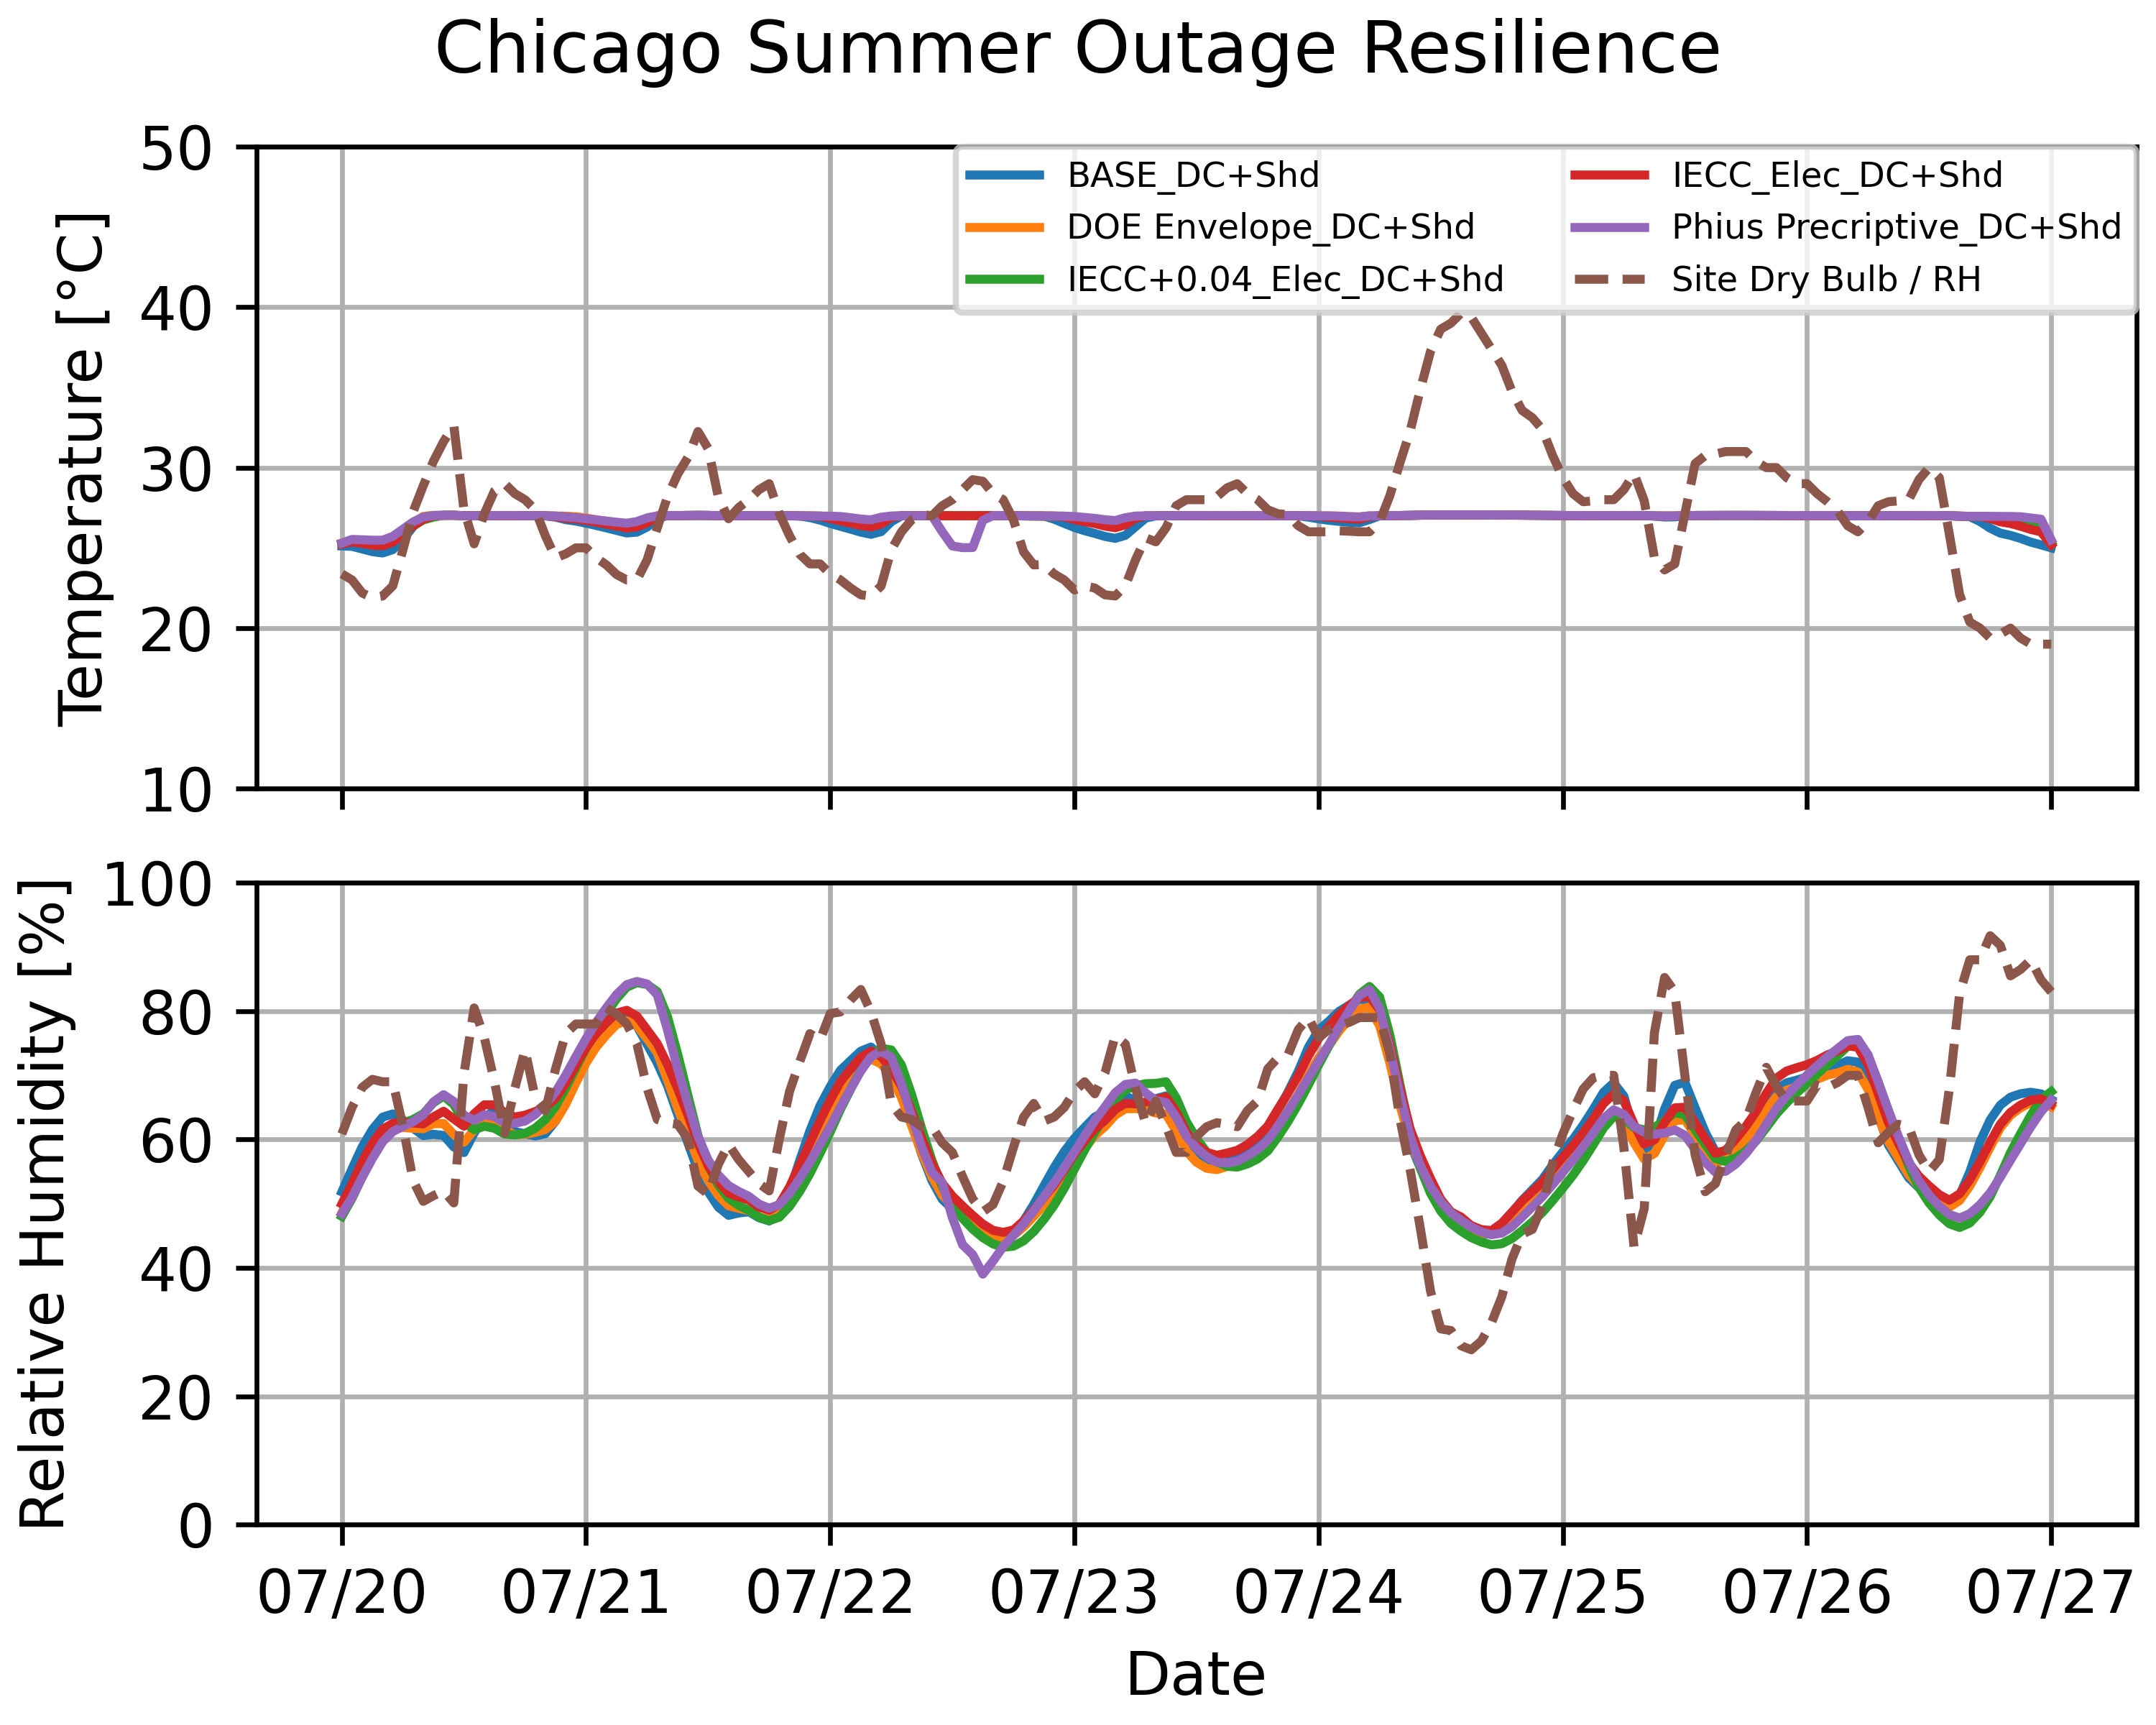 Chicago Summer Outage Resilience
Temperature [°C]
50
40
30
20
10
BASE_DC+Shd
DOE Envelope_DC+Shd
IECC+0.04_Elec_DC+Shd
IECC_Elec_DC+Shd
Phius Precriptive_DC+Shd
Site Dry Bulb / RH
Relative Humidity [%]
100
80
60
40
20
0
07/20 07/21 07/22 07/23 07/24 07/25 07/26 07/27
Date